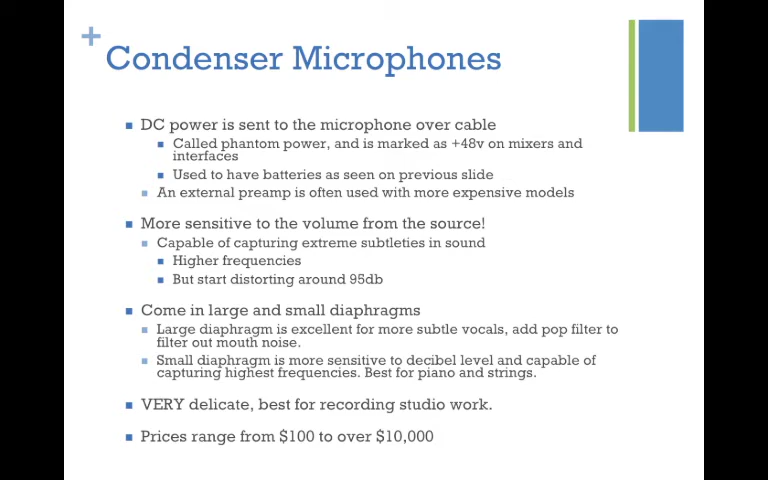 +
Condenser Microphones
DC power is sent to the microphone over cable
Called phantom power, and is marked as +48v on mixers and
interfaces
Used to have batteries as seen on previous slide
An external preamp is often used with more expensive models
More sensitive to the volume from the source!
Capable of capturing extreme subtleties in sound
Higher frequencies
But start distorting around 95db
Come in large and small diaphragms
Large diaphragm is excellent for more subtle vocals, add pop filter to
filter out mouth noise.
Small diaphragm is more sensitive to decibel level and capable of
capturing highest frequencies. Best for piano and strings.
VERY delicate, best for recording studio work.
Prices range from $100 to over $10,000